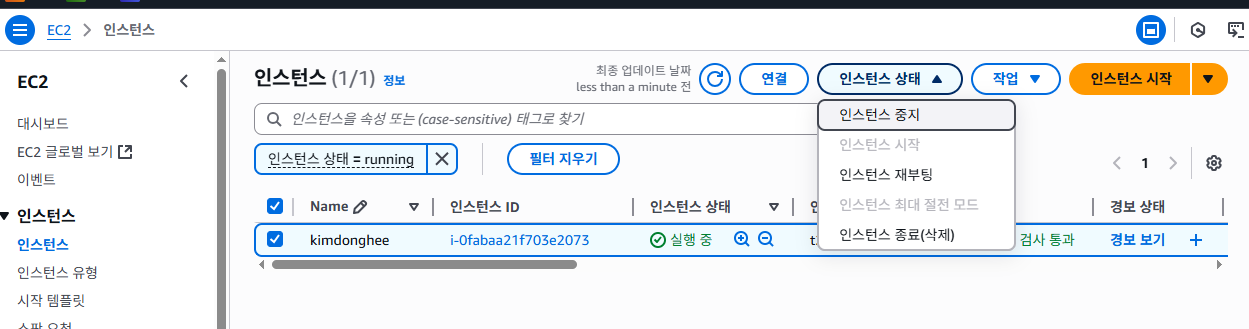 EC2 > 인스턴스
EC2
대시보드
EC2 글로벌 보기
이벤트
인스턴스
인스턴스
인스턴스 유형
시작 템플릿
스팟 요청
인스턴스 (1/1) 정보
최종 업데이트 날짜
less than a minute 전
연결
인스턴스 상태
작업
인스턴스 시작
인스턴스을 속성 또는 (case-sensitive) 태그로 찾기
인스턴스 중지
인스턴스 시작
인스턴스 재부팅
인스턴스 최대 절전 모드
인스턴스 종료(삭제)
인스턴스 상태 = running
필터 지우기
1
Name 인스턴스 ID 인스턴스 상태 경보 상태
kimdonghee i-0fabaa21f703e2073 실행 중 검사 통과 경보 보기